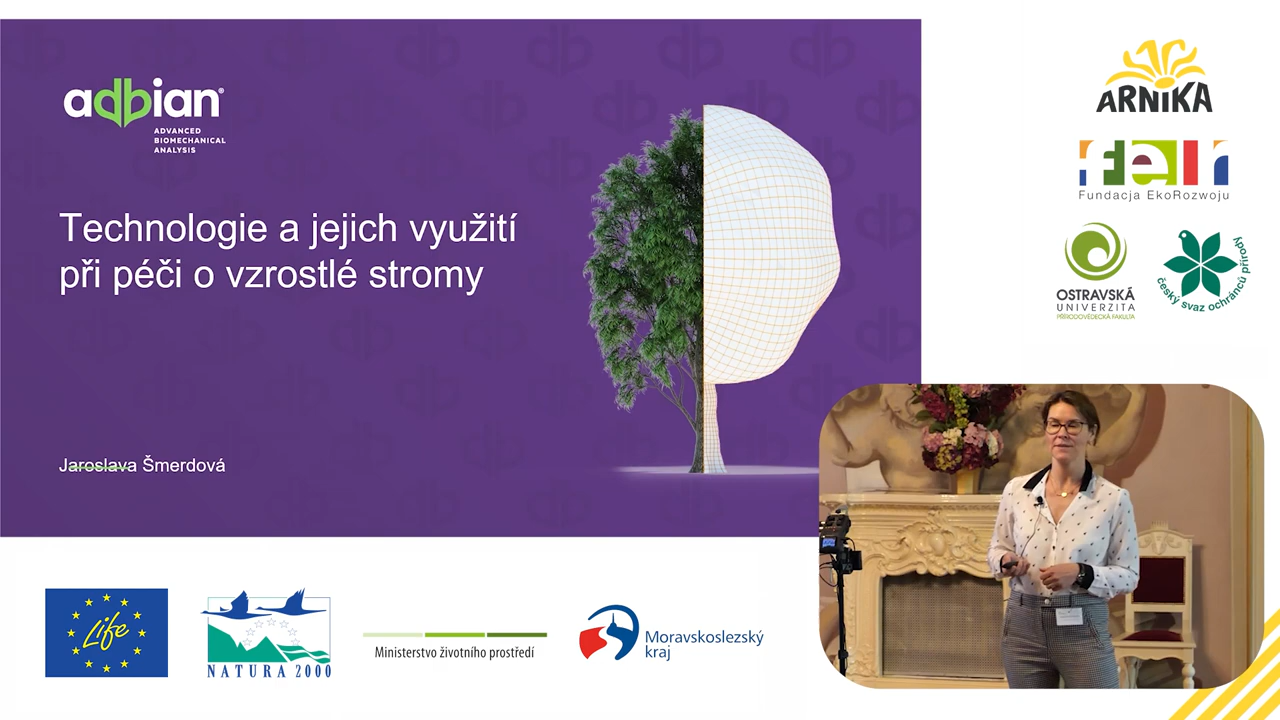 adbian®
ADVANCED
BIOMECHANICAL
ANALYSIS
Technologie a jejich využití
při péči o vzrostlé stromy
Jaroslava Šmerdová
ARNIKA
feir
Fundacja EkoRozwoju
OSTRAVSKÁ
UNIVERZITA
PŘÍRODOVĚDECKÁ FAKULTA
český svaz ochránců přírody
Life
NATURA 2000
Ministerstvo životního prostředí
Moravskoslezský
kraj